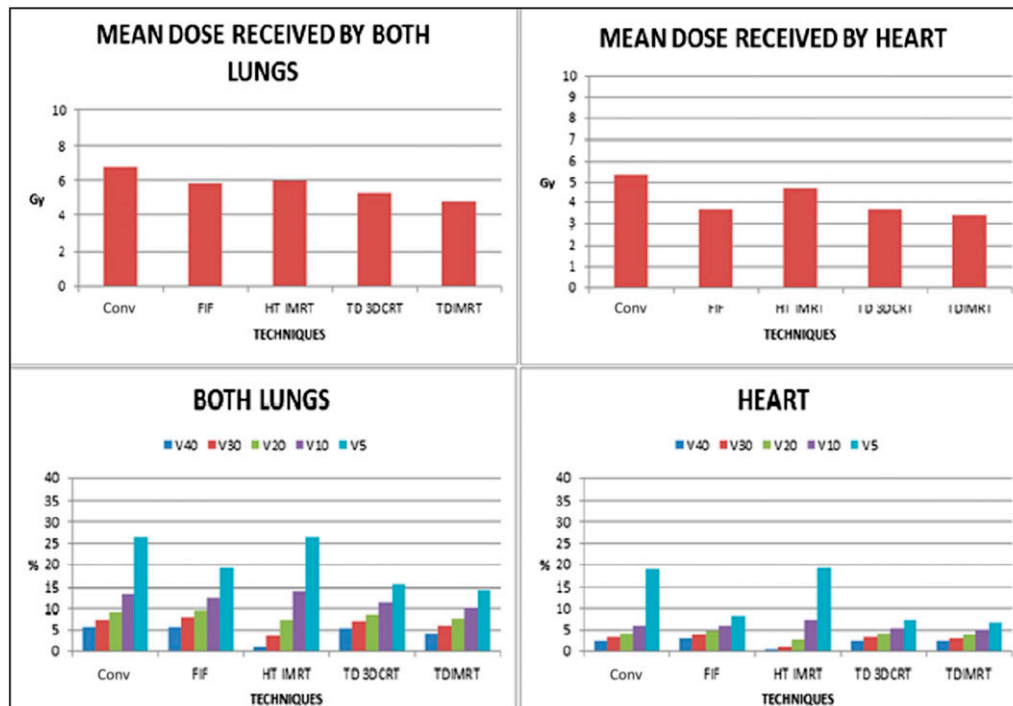 MEAN DOSE RECEIVED BY BOTH
LUNGS
10
8
6
Gy
4
2
0
Conv FIF HT IMRT TD 3DCRT TDIMRT
TECHNIQUES
MEAN DOSE RECEIVED BY HEART
10
9
8
7
6
Gy
5
4
3
2
1
0
Conv FIF HT IMRT TD 3DCRT TDIMRT
TECHNIQUES
BOTH LUNGS
V40 V30 V20 V10 V5
40
35
30
25
%
20
15
10
5
0
Conv FIF HT IMRT TD 3DCRT TDIMRT
TECHNIQUES
HEART
V40 V30 V20 V10 V5
40
35
30
25
%
20
15
10
5
0
Conv FIF HT IMRT TD 3DCRT TDIMRT
TECHNIQUES